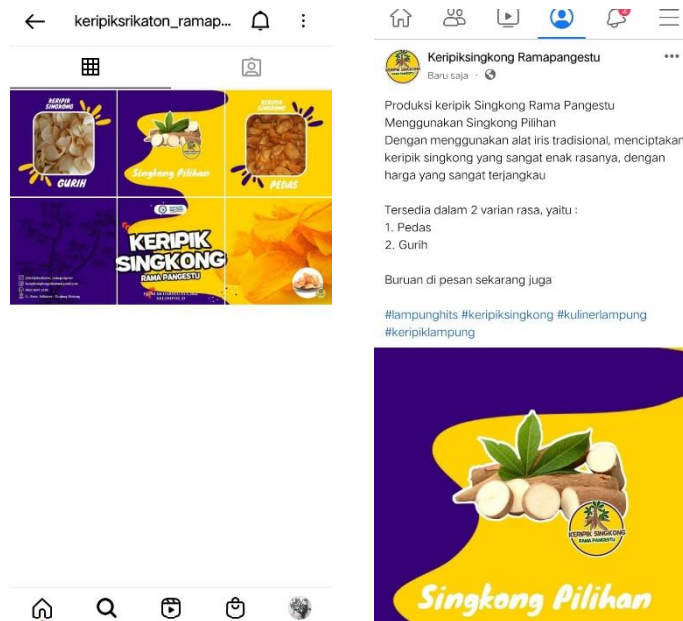 keripiksrikaton_ramap...
KERIPIK
SINGKONG
GURIH
Singkong Pilihan
KERIPIK
SINGKONG
PEDAS
KERIPIK
SINGKONG
RAMA PANGESTU
Keripiksingkong Ramapangestu
Baru saja
Produksi keripik Singkong Rama Pangestu
Menggunakan Singkong Pilihan
Dengan menggunakan alat iris tradisional, menciptakan
keripik singkong yang sangat enak rasanya, dengan
harga yang sangat terjangkau
Tersedia dalam 2 varian rasa, yaitu :
1. Pedas
2. Gurih
Buruan di pesan sekarang juga
#lampunghits #keripiksingkong #kulinerlampung
#keripiklampung
KERIPIK SINGKONG
RAMA PANGESTU
Singkong Pilihan